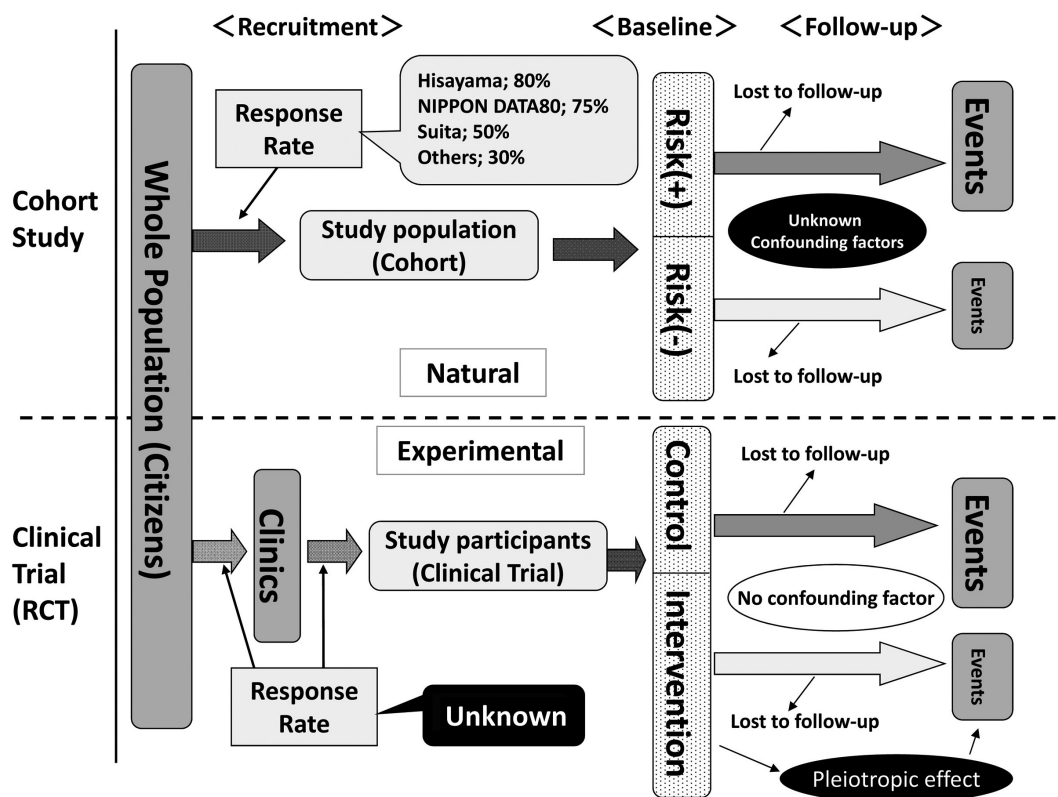 <Recruitment>
<Baseline>
<Follow-up>
Cohort
Study
Whole Population (Citizens)
Response
Rate
Hisayama; 80%
NIPPON DATA80; 75%
Suita; 50%
Others; 30%
Study population
(Cohort)
Risk(+)
Risk(-)
Lost to follow-up
Unknown
Confounding factors
Lost to follow-up
Events
Events
Natural
Experimental
Clinical
Trial
(RCT)
Clinics
Study participants
(Clinical Trial)
Response
Rate
Unknown
Control
Intervention
Lost to follow-up
No confounding factor
Lost to follow-up
Events
Events
Pleiotropic effect